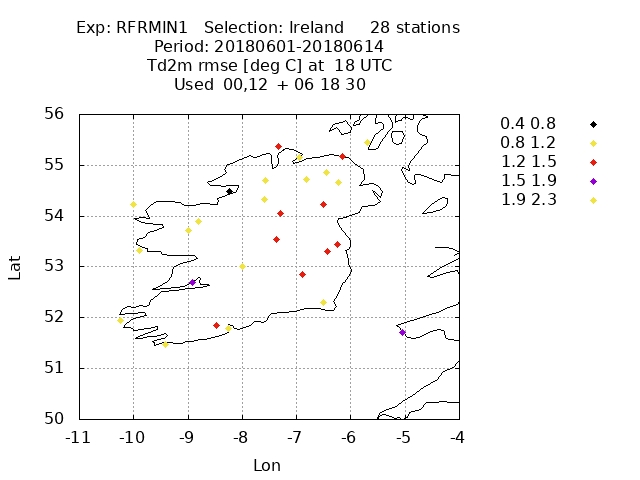 Exp: RFRMIN1   Selection: Ireland     28 stations
Period: 20180601-20180614
Td2m rmse [deg C] at  18 UTC
Used  00,12  + 06 18 30
0.4 0.8
0.8 1.2
1.2 1.5
1.5 1.9
1.9 2.3
56
55
54
53
52
51
50
Lat
-11 -10 -9 -8 -7 -6 -5 -4
Lon